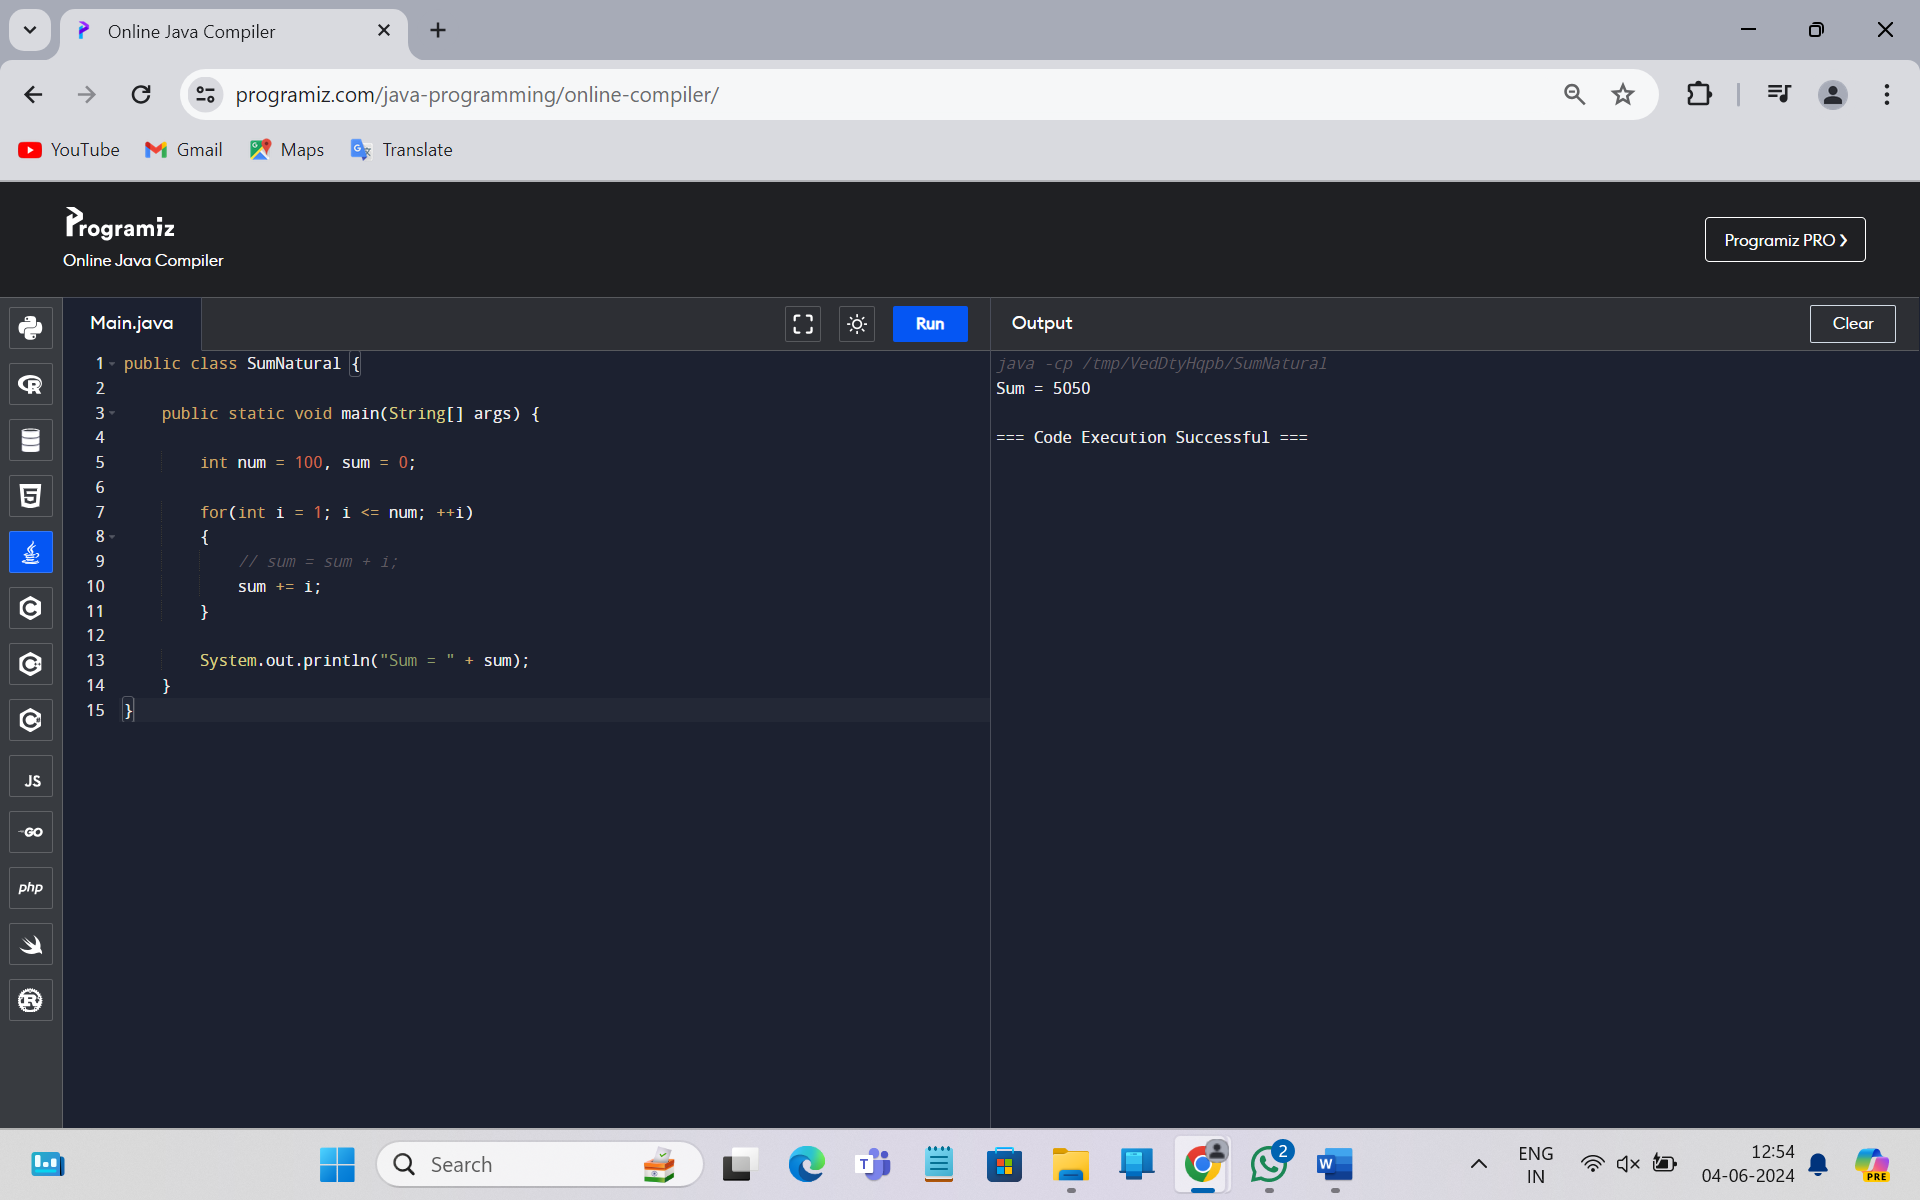 Online Java Compiler
programiz.com/java-programming/online-compiler/
YouTube Gmail Maps Translate
Programiz
Online Java Compiler
Programiz PRO ❯
Main.java
Run
Output
Clear
1 public class SumNatural {
2
3 public static void main(String[] args) {
4
5 int num = 100, sum = 0;
6
7 for(int i = 1; i <= num; ++i)
8 {
9 // sum = sum + i;
10 sum += i;
11 }
12
13 System.out.println("Sum = " + sum);
14 }
15 }
java -cp /tmp/VedDtyHqpb/SumNatural
Sum = 5050
=== Code Execution Successful ===
JS
GO
php
Search
T
2
W
ENG
IN
12:54
04-06-2024
PRE